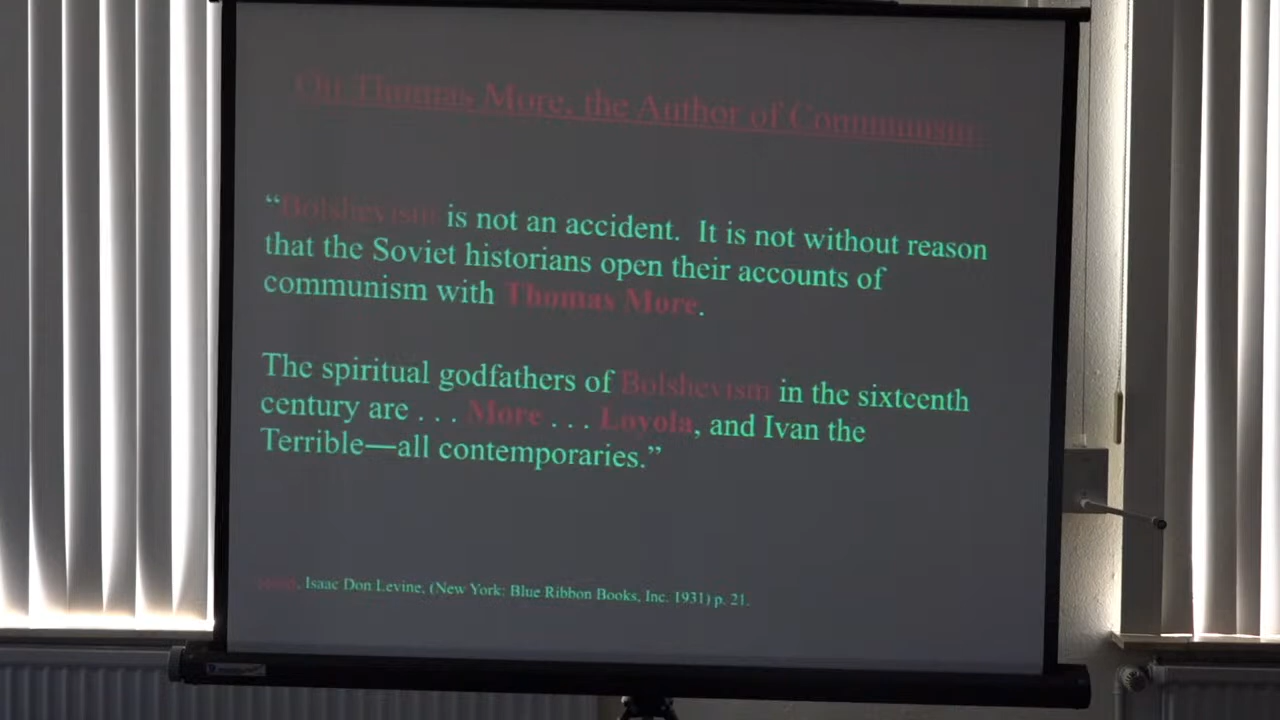 On Thomas More, the Author of Communism
“Bolshevism is not an accident. It is not without reason
that the Soviet historians open their accounts of
communism with Thomas More.
The spiritual godfathers of Bolshevism in the sixteenth
century are . . . More . . . Loyola, and Ivan the
Terrible—all contemporaries.”
, Isaac Don Levine, (New York: Blue Ribbon Books, Inc. 1931) p. 21.